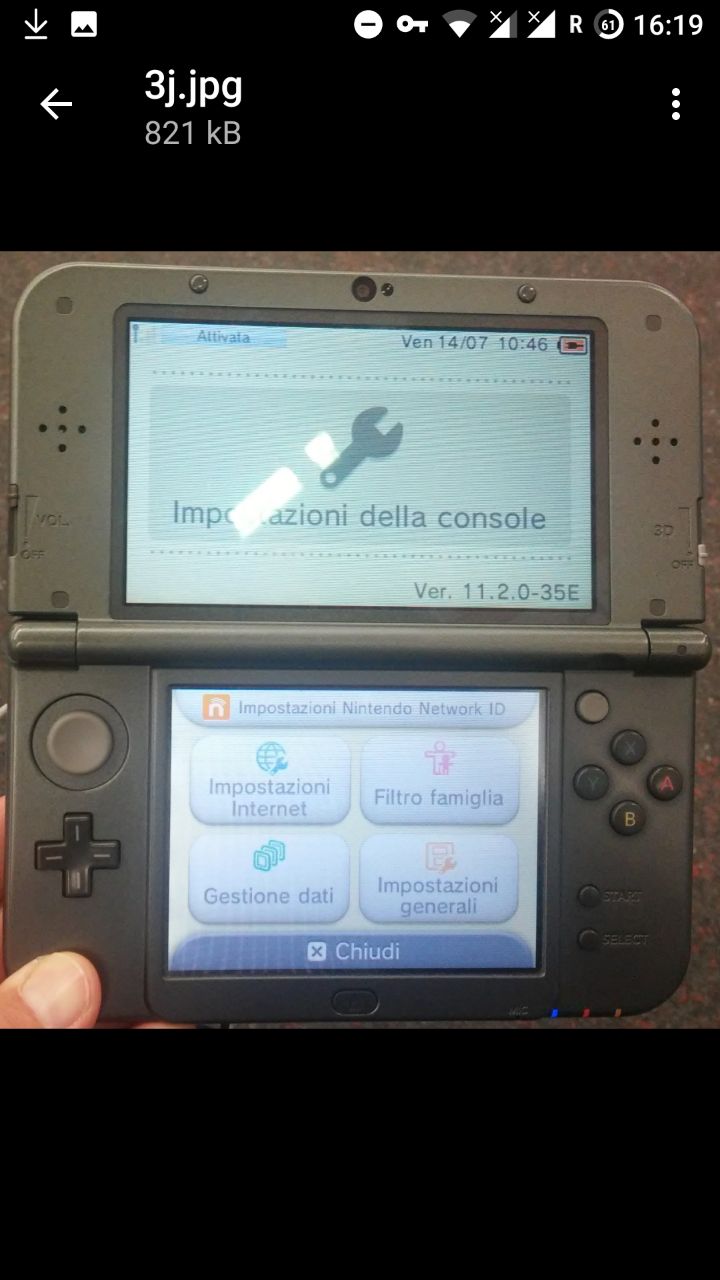 R 61 16:19
3j.jpg
821 kB
Attivata
Ven 14/07 10:46
VOL
OFF
3D
OFF
Impostazioni della console
Ver. 11.2.0-35E
Impostazioni Nintendo Network ID
Impostazioni
Internet
Filtro famiglia
Gestione dati
Impostazioni
generali
Chiudi
X
Y
A
B
START
SELECT
MIC